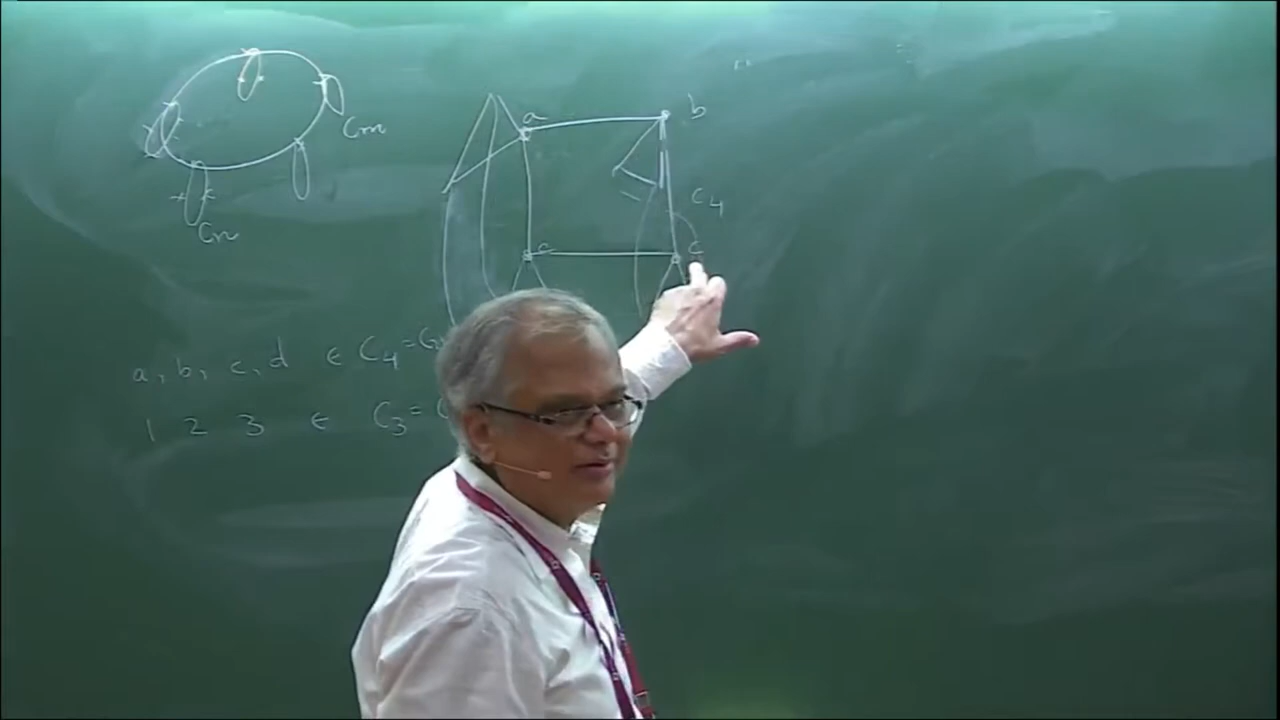 a b
Cm
C4
Cn
c c
a, b, c, d ∈ C4 = G
1 2 3 ∈ C3 =